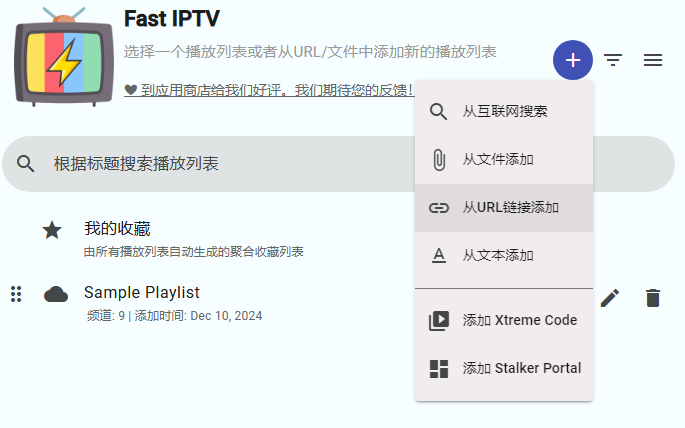 Fast IPTV
选择一个播放列表或者从URL/文件中添加新的播放列表
♥ 到应用商店给我们好评。我们期待您的反馈!
从互联网搜索
从文件添加
从URL链接添加
从文本添加
添加 Xtreme Code
添加 Stalker Portal
根据标题搜索播放列表
我的收藏
由所有播放列表自动生成的聚合收藏列表
Sample Playlist
频道: 9 | 添加时间: Dec 10, 2024